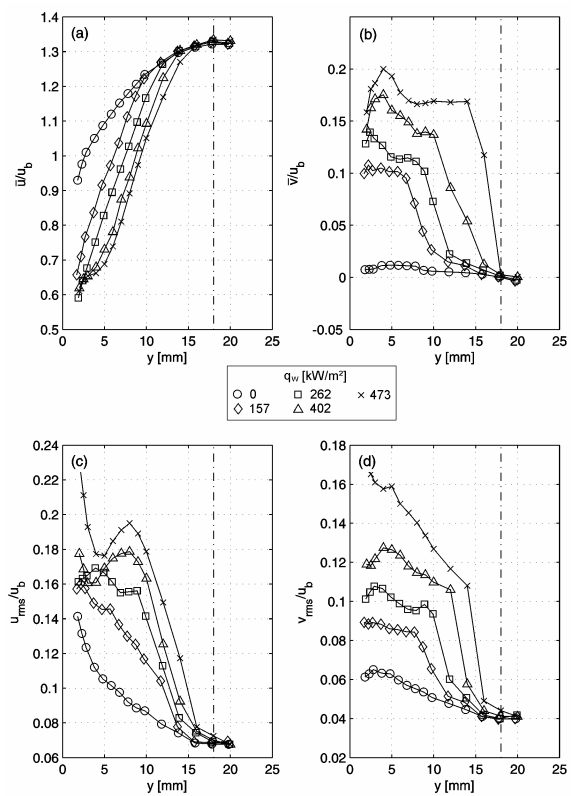 (a)
1.4
1.3
1.2
1.1
1
0.9
0.8
0.7
0.6
0.5
ū/u_b
0 5 10 15 20 25
y [mm]
(b)
0.2
0.15
0.1
0.05
0
-0.05
v̄/u_b
0 5 10 15 20 25
y [mm]
q_w [kW/m²]
0 262 473
157 402
(c)
0.24
0.22
0.2
0.18
0.16
0.14
0.12
0.1
0.08
0.06
u_rms/u_b
0 5 10 15 20 25
y [mm]
(d)
0.18
0.16
0.14
0.12
0.1
0.08
0.06
0.04
0.02
v_rms/u_b
0 5 10 15 20 25
y [mm]